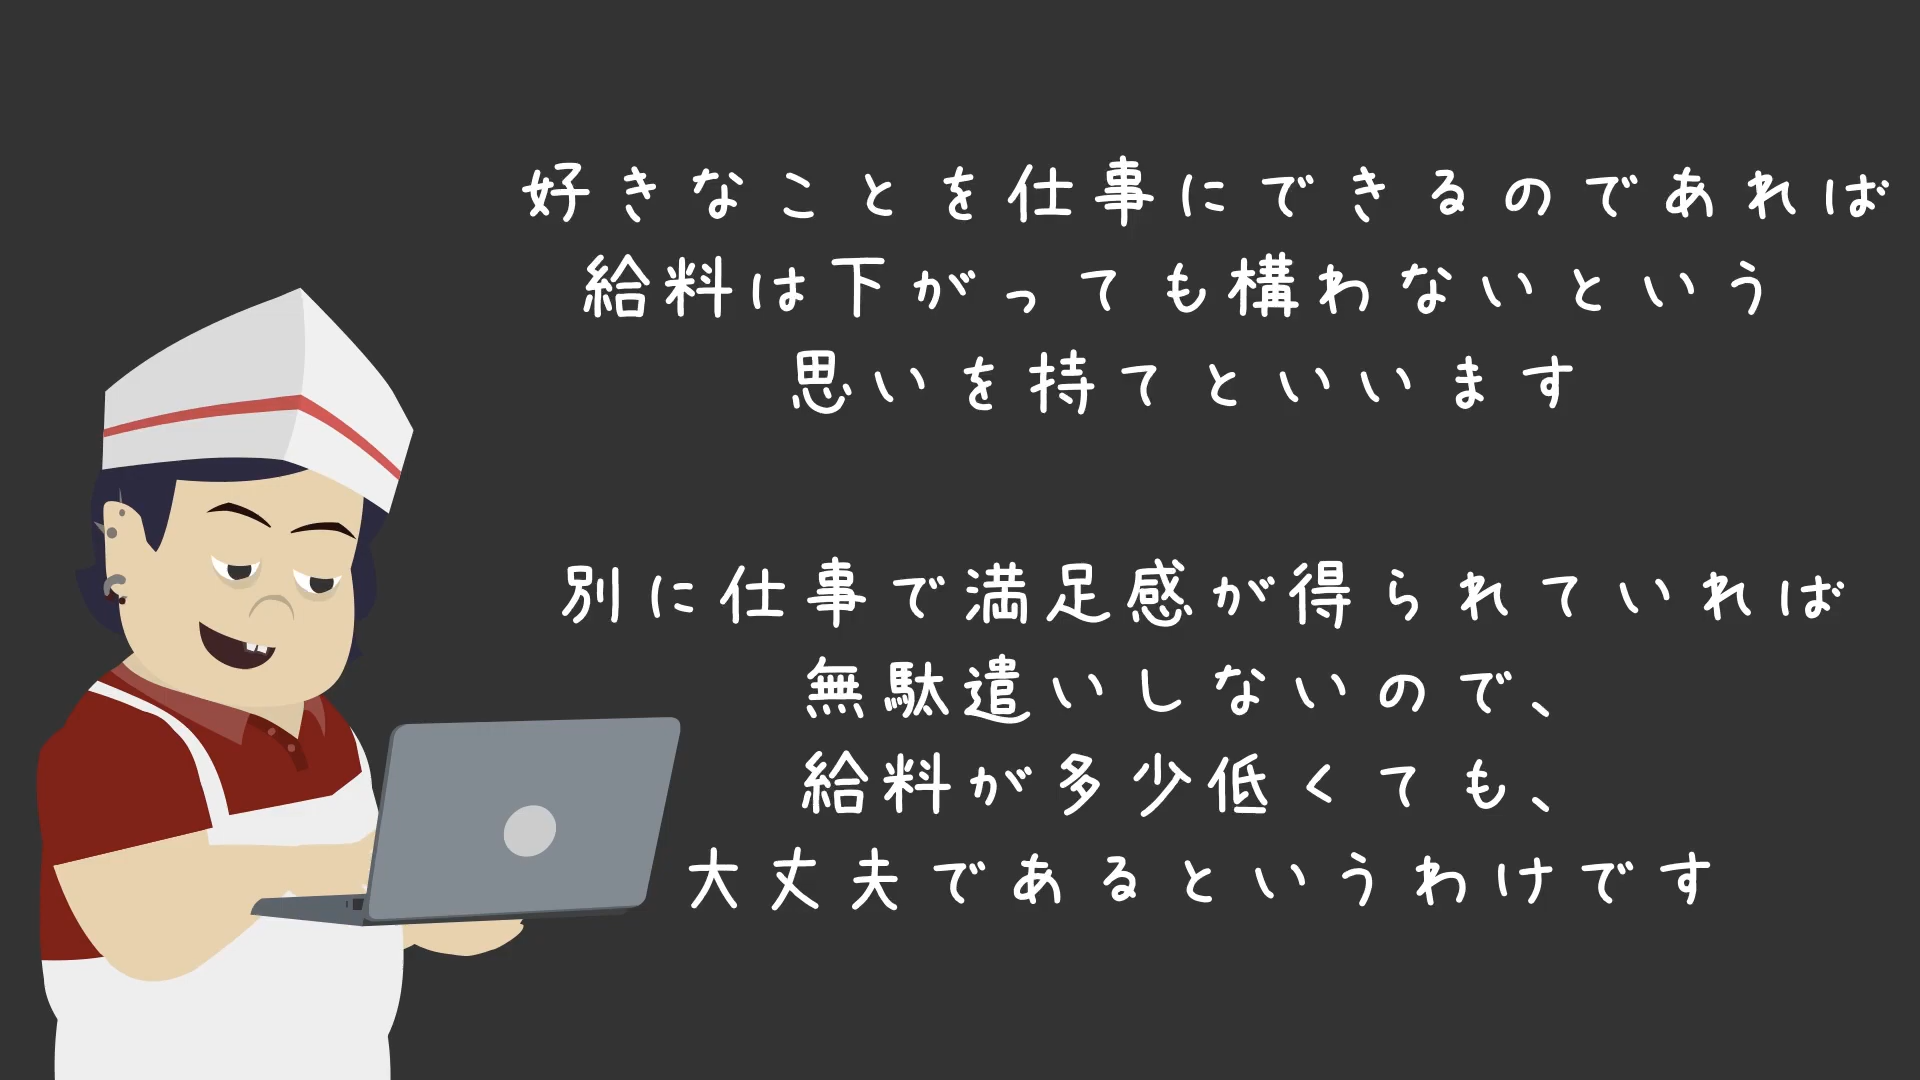 好きなことを仕事にできるのであれば
給料は下がっても構わないという
思いを持てといいます
別に仕事で満足感が得られていれば
無駄遣いしないので、
給料が多少低くても、
大丈夫であるというわけです